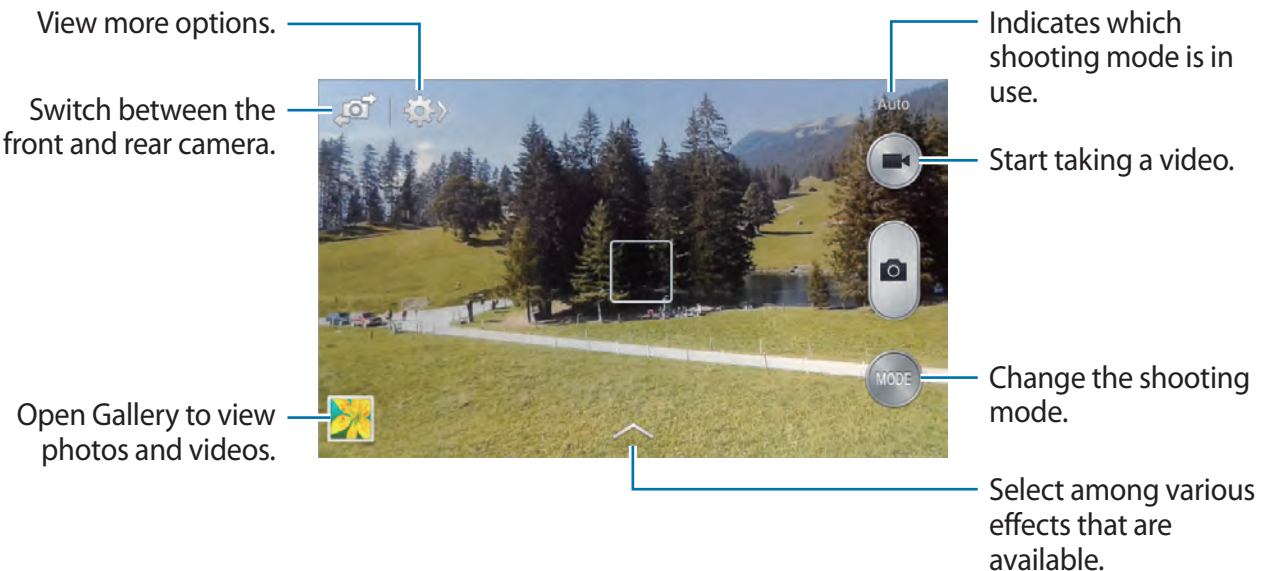 View more options.
Switch between the
front and rear camera.
Open Gallery to view
photos and videos.
Auto
MODE
Indicates which
shooting mode is in
use.
Start taking a video.
Change the shooting
mode.
Select among various
effects that are
available.